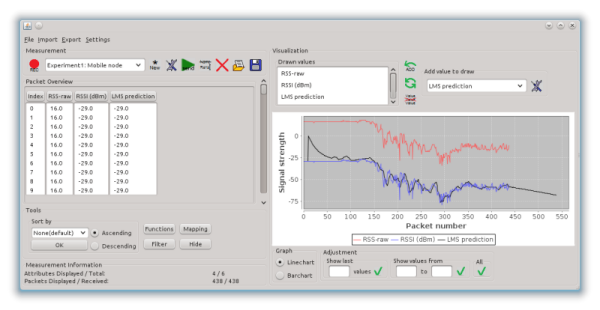 File Import Export Settings
Measurement
REC
Experiment1: Mobile node
New
Packet Overview
Index RSS-raw RSSI (dBm) LMS prediction
0 16.0 -29.0 -29.0
1 16.0 -29.0 -29.0
2 16.0 -29.0 -29.0
3 16.0 -29.0 -29.0
4 16.0 -29.0 -29.0
5 16.0 -29.0 -29.0
6 16.0 -29.0 -29.0
7 16.0 -29.0 -29.0
8 16.0 -29.0 -29.0
9 16.0 -29.0 -29.0
Tools
Sort by
None(default)
Ascending
Functions
Mapping
OK
Descending
Filter
Hide
Measurement Information
Attributes Displayed / Total: 4 / 6
Packets Displayed / Received: 438 / 438
Visualization
Drawn values
RSS-raw
RSSI (dBm)
LMS prediction
Add value to draw
LMS prediction
Signal strength
0
-25
-50
-75
0 50 100 150 200 250 300 350 400 450 500 550
Packet number
RSS-raw RSSI (dBm) LMS prediction
Graph
Linechart
Barchart
Adjustment
Show last
values
Show values from
to
All